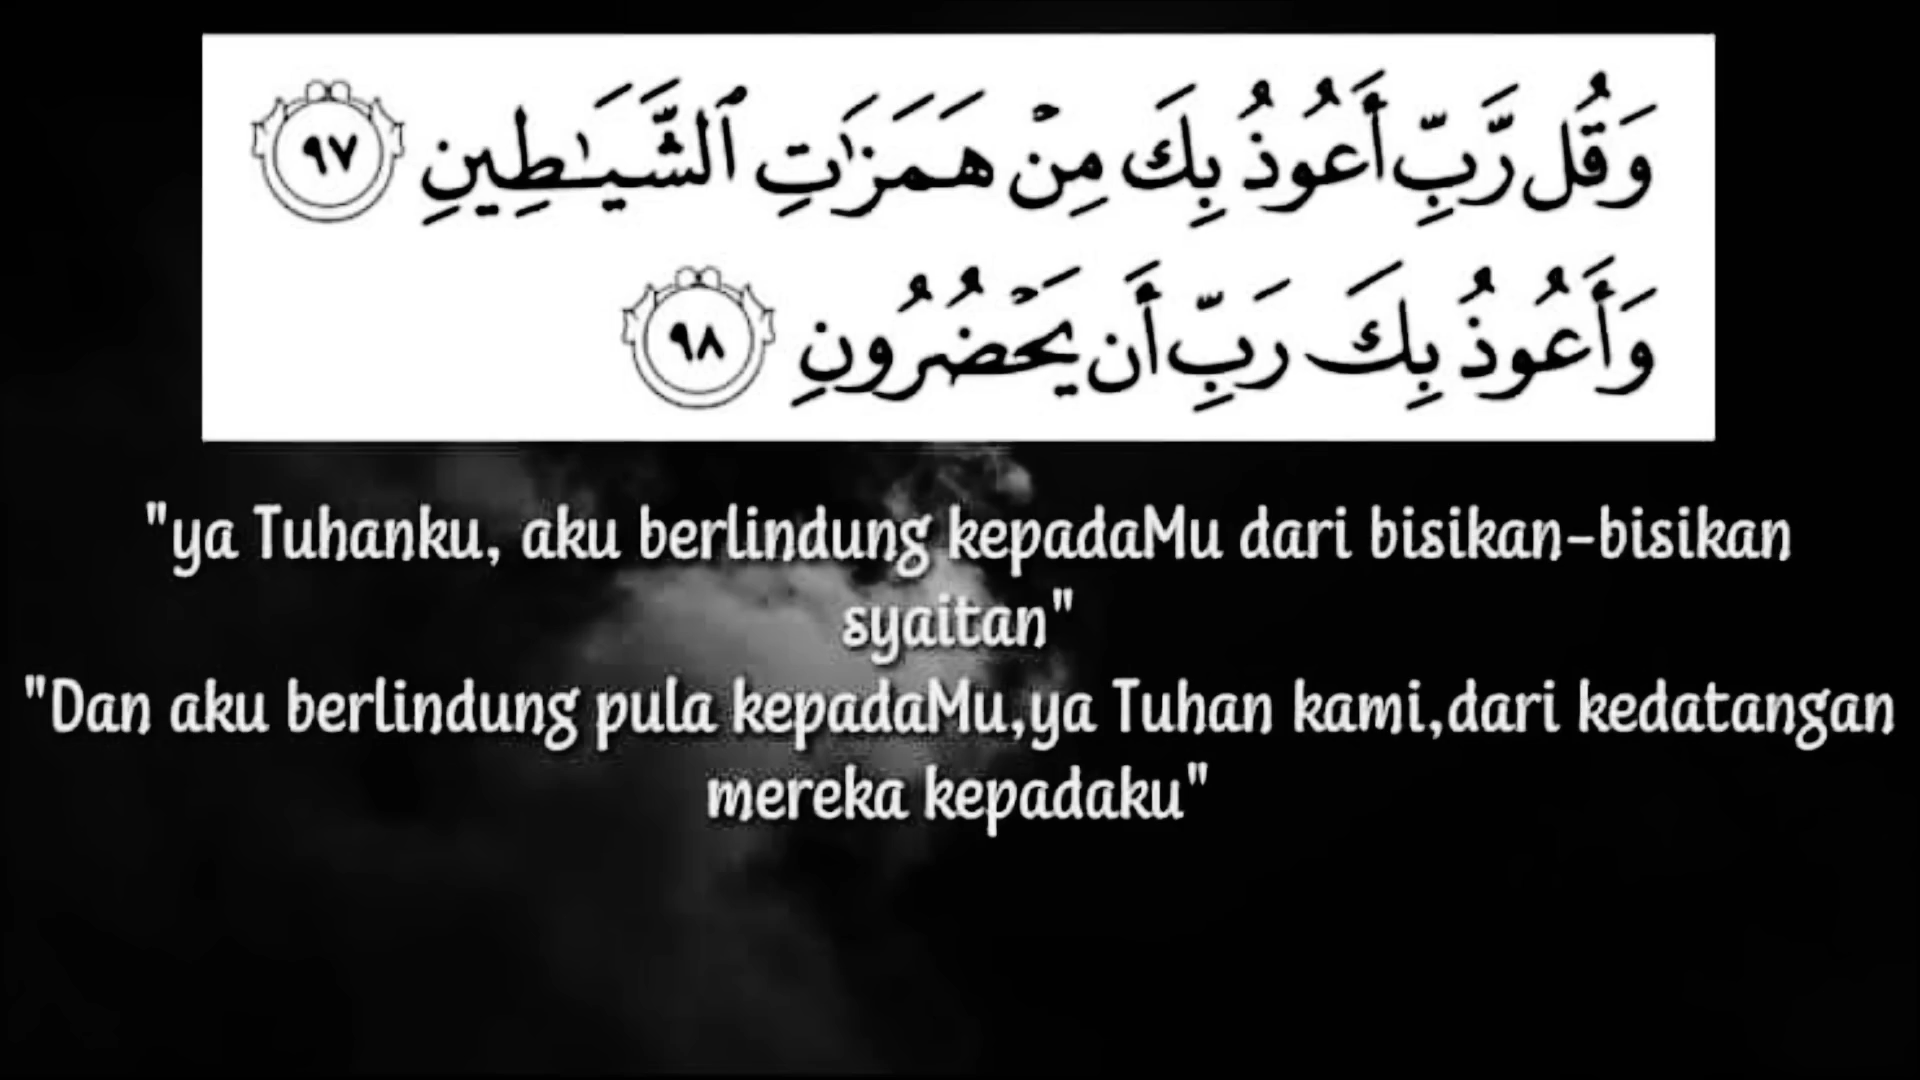 وَقُل رَّبِّ أَعُوذُ بِكَ مِنْ هَمَزَٰتِ ٱلشَّيَـٰطِينِ ٩٧
وَأَعُوذُ بِكَ رَبِّ أَن يَحْضُرُونِ ٩٨
"ya Tuhanku, aku berlindung kepadaMu dari bisikan-bisikan
syaitan"
"Dan aku berlindung pula kepadaMu,ya Tuhan kami,dari kedatangan
mereka kepadaku"